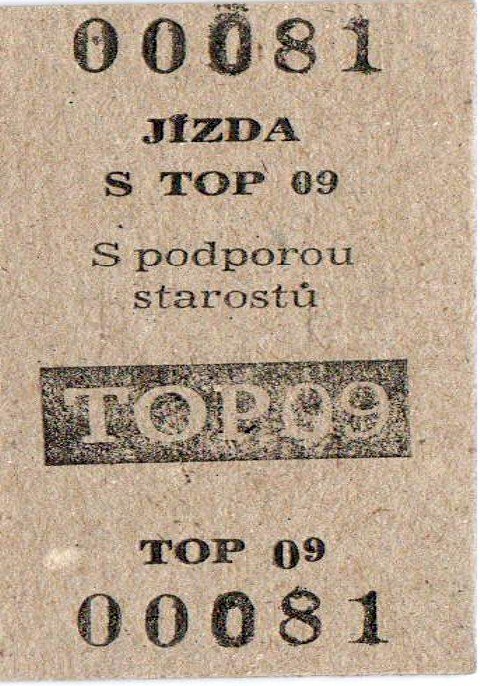 00081
JÍZDA
S TOP 09
S podporou
starostů
TOP 09
TOP 09
00081